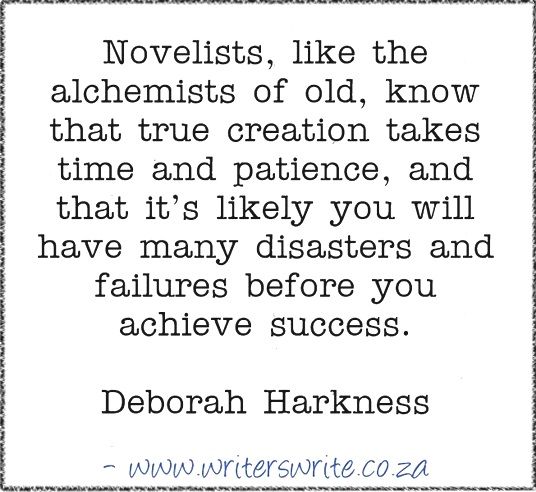 Novelists, like the
alchemists of old, know
that true creation takes
time and patience, and
that it's likely you will
have many disasters and
failures before you
achieve success.
Deborah Harkness
- www.writerswrite.co.za